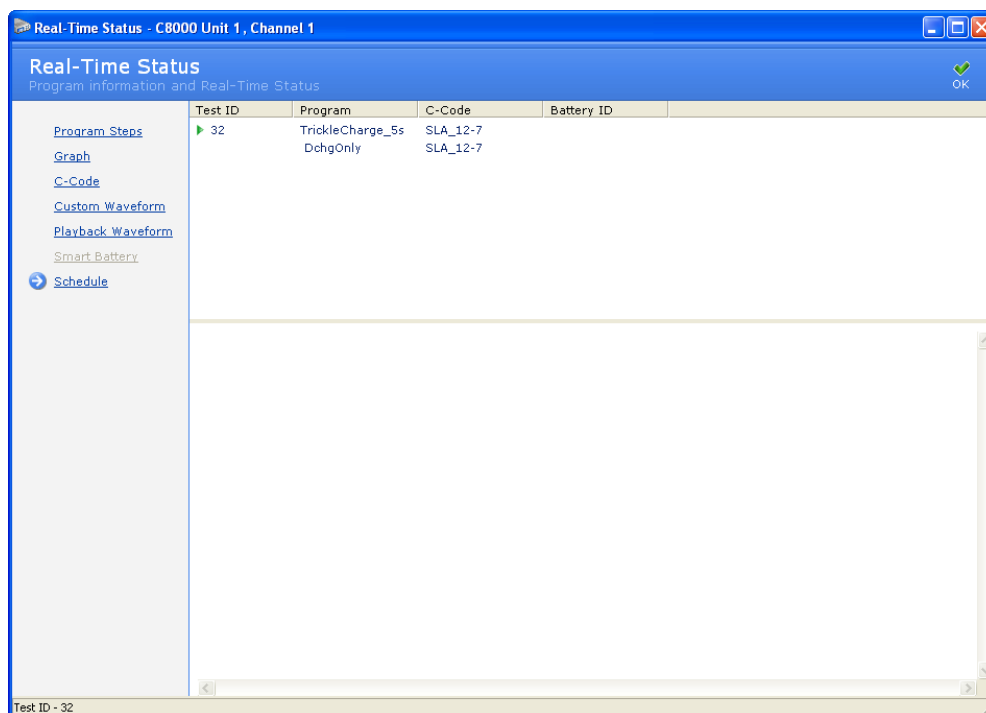 Real-Time Status - C8000 Unit 1, Channel 1
Real-Time Status
Program information and Real-Time Status
OK
Program Steps
Graph
C-Code
Custom Waveform
Playback Waveform
Smart Battery
Schedule
Test ID Program C-Code Battery ID
32 TrickleCharge_5s SLA_12-7
DchgOnly SLA_12-7
Test ID - 32